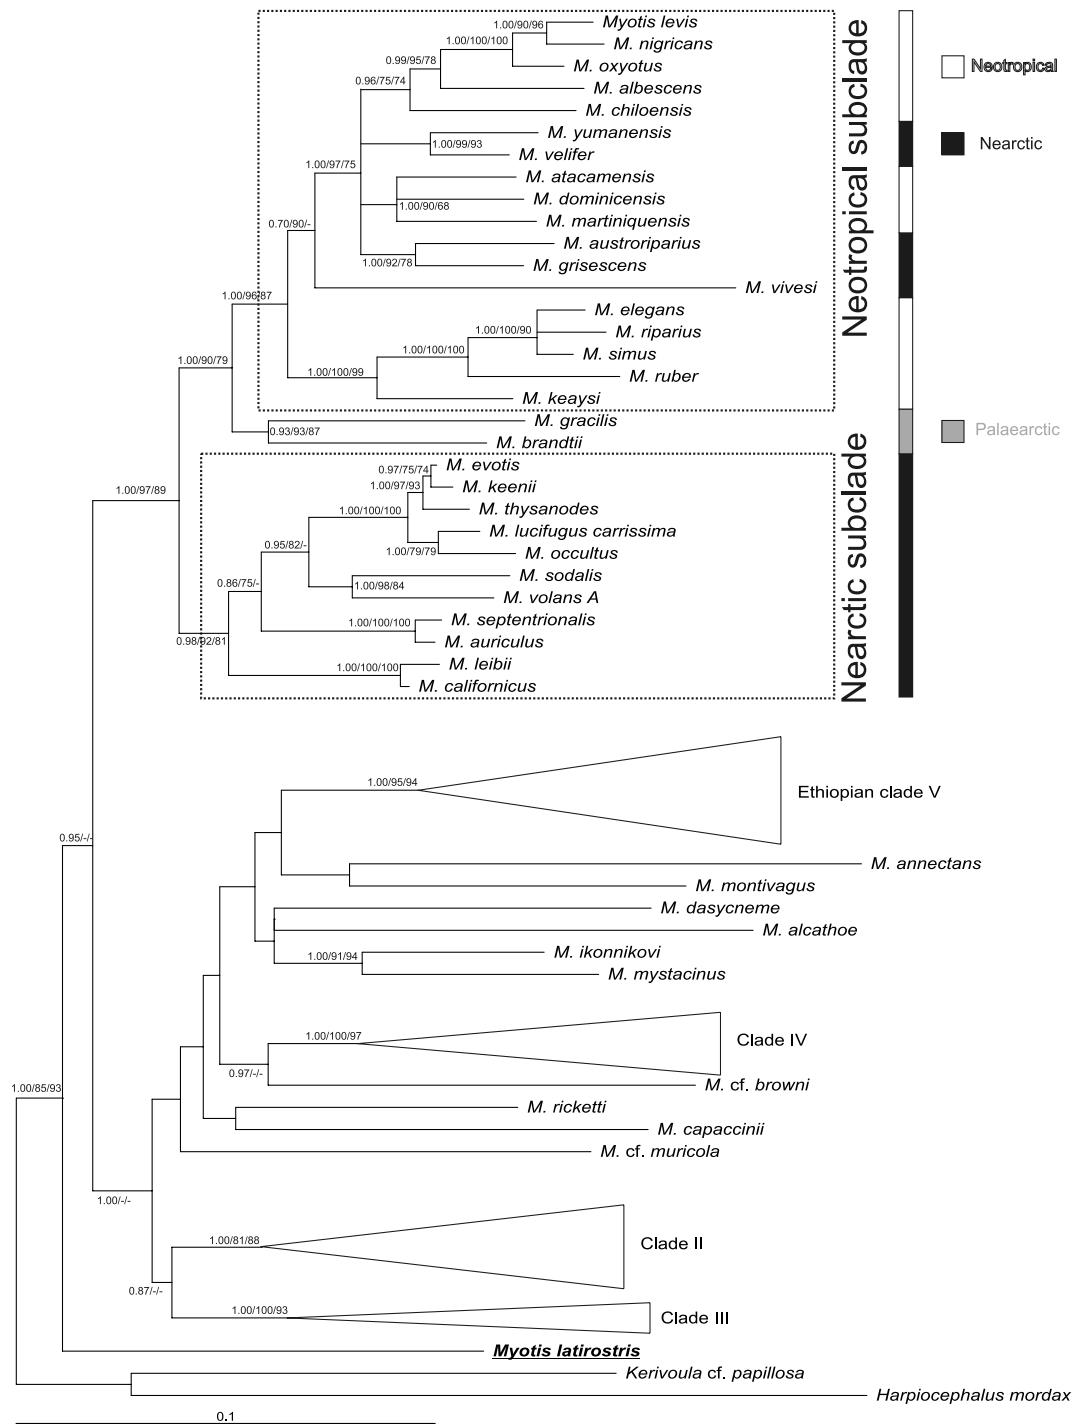 1.00/90/96
Myotis levis
1.00/100/100
M. nigricans
0.99/95/78
M. oxyotus
0.96/75/74
M. albescens
M. chiloensis
M. yumanensis
1.00/99/93
M. velifer
1.00/97/75
M. atacamensis
M. dominicensis
1.00/90/68
M. martiniquensis
0.70/90/-
M. austroriparius
1.00/92/78
M. grisescens
M. vivesi
1.00/96/87
M. elegans
1.00/100/90
M. riparius
1.00/100/100
M. simus
1.00/90/79
1.00/100/99
M. ruber
M. keaysi
M. gracilis
0.93/93/87
M. brandtii
Neotropical subclade
Neotropical
Nearctic
Palaearctic
M. evotis
0.97/75/74
1.00/97/93
M. keenii
1.00/97/89
M. thysanodes
1.00/100/100
M. lucifugus carrissima
0.95/82/-
1.00/79/79
M. occultus
M. sodalis
0.86/75/-
1.00/98/84
M. volans A
1.00/100/100
M. septentrionalis
0.98/92/81
M. auriculus
1.00/100/100
M. leibii
M. californicus
Nearctic subclade
1.00/95/94
Ethiopian clade V
0.95/-/-
M. annectans
M. montivagus
M. dasycneme
M. alcathoe
1.00/91/94
M. ikonnikovi
M. mystacinus
1.00/100/97
Clade IV
0.97/-/-
M. cf. browni
1.00/85/93
M. ricketti
M. capaccinii
M. cf. muricola
1.00/-/-
1.00/81/88
Clade II
0.87/-/-
1.00/100/93
Clade III
Myotis latirostris
Kerivoula cf. papillosa
Harpiocephalus mordax
0.1